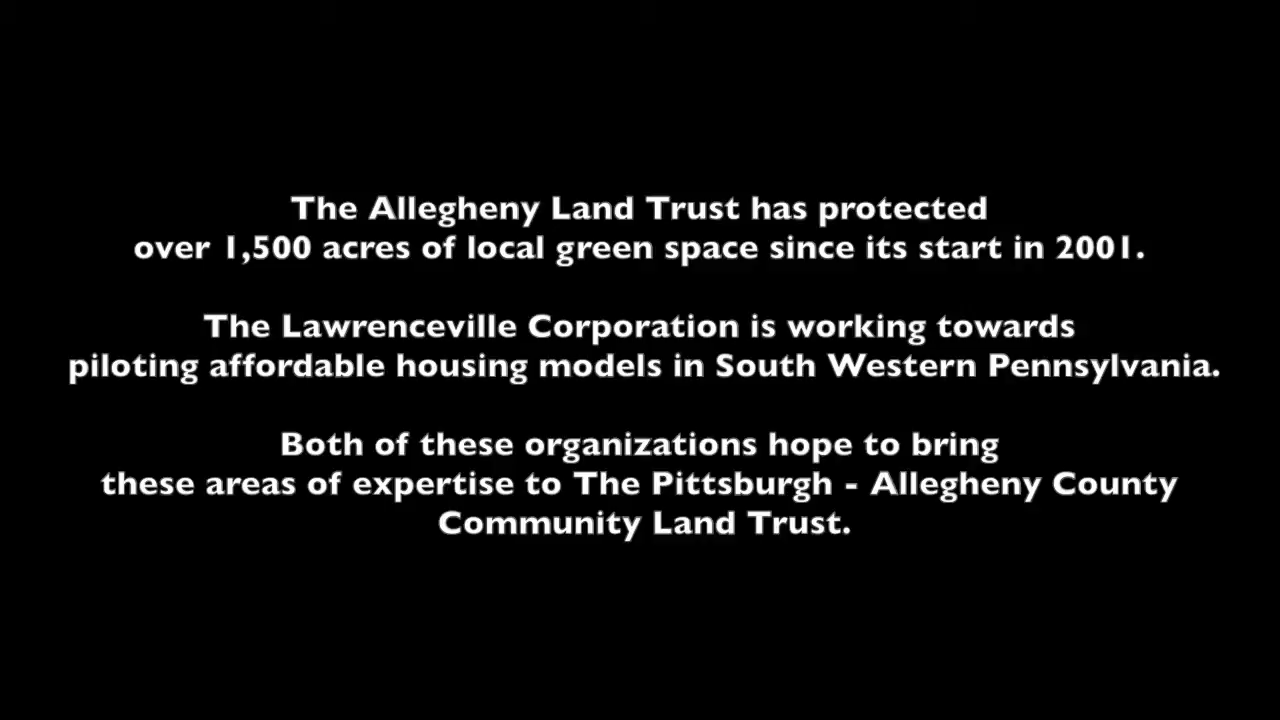 The Allegheny Land Trust has protected
over 1,500 acres of local green space since its start in 2001.
The Lawrenceville Corporation is working towards
piloting affordable housing models in South Western Pennsylvania.
Both of these organizations hope to bring
these areas of expertise to The Pittsburgh - Allegheny County
Community Land Trust.